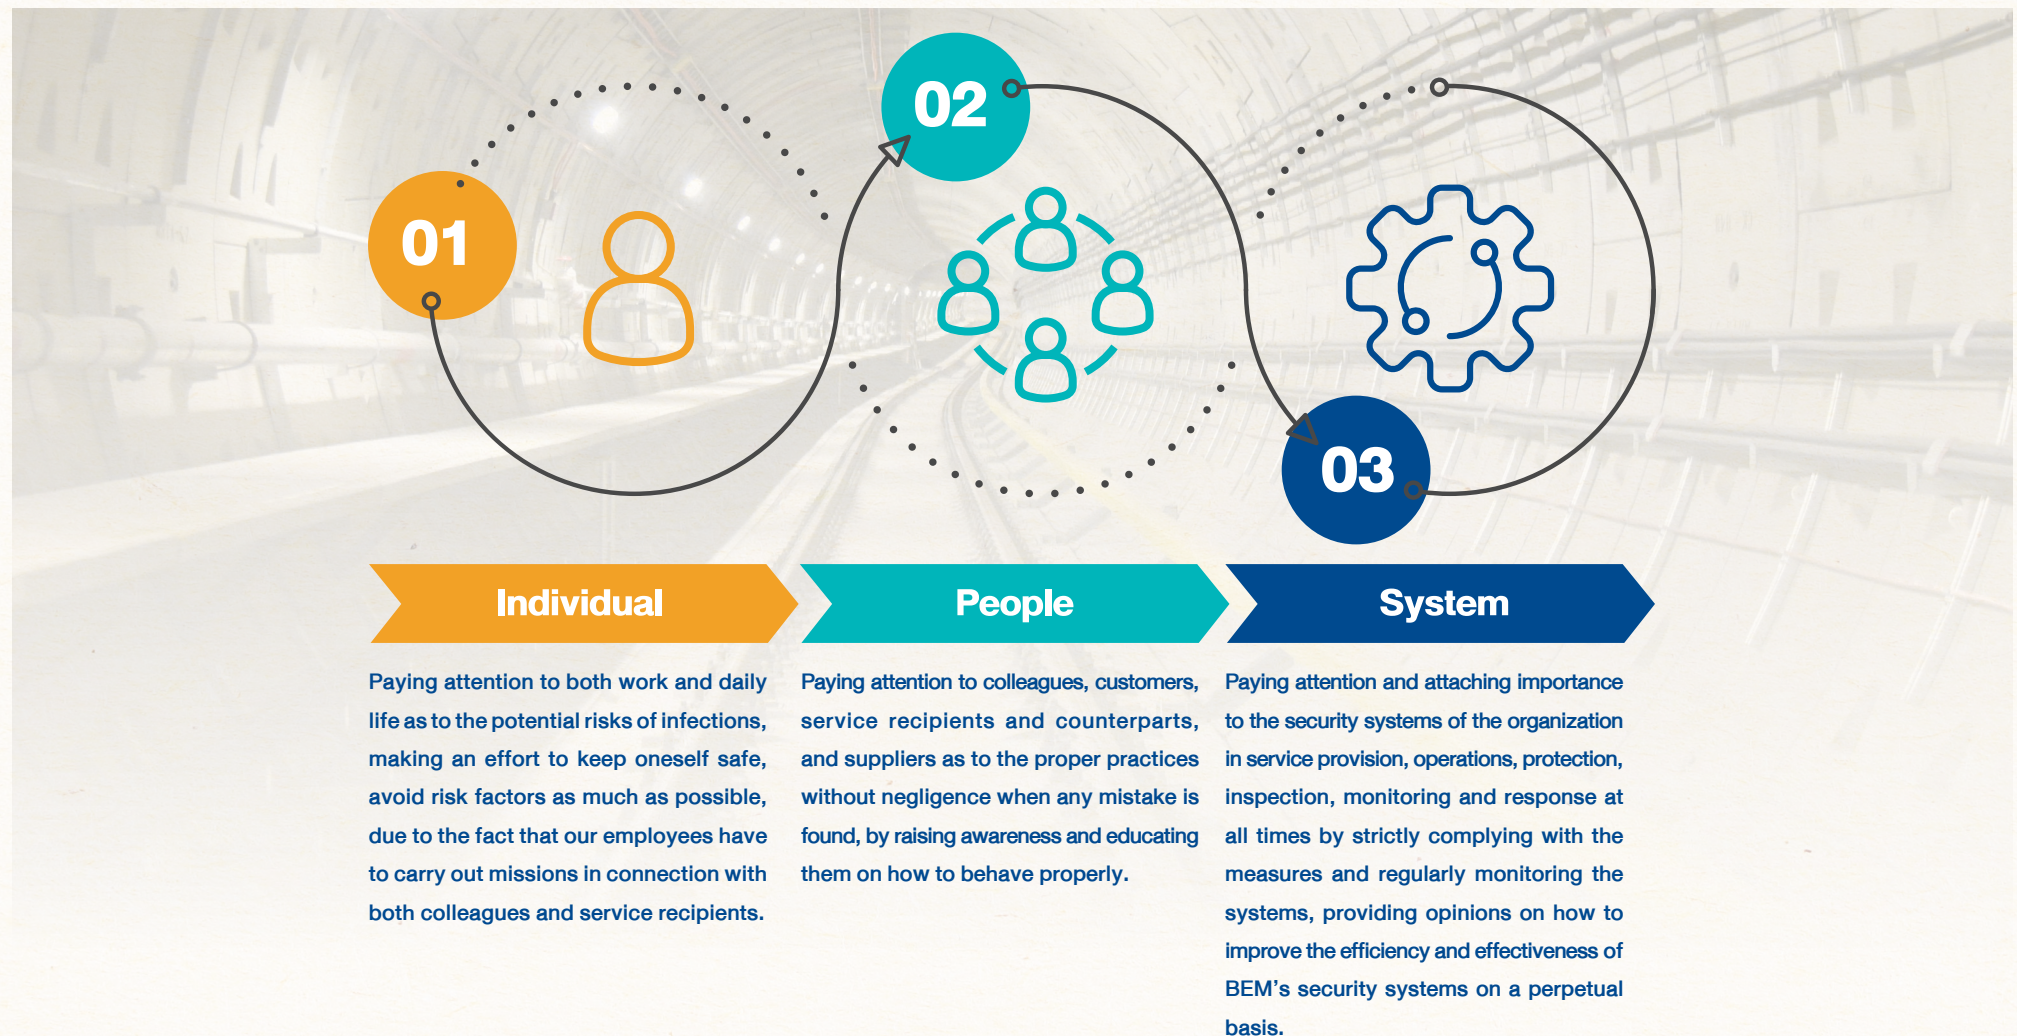 01
02
03
Individual
Paying attention to both work and daily
life as to the potential risks of infections,
making an effort to keep oneself safe,
avoid risk factors as much as possible,
due to the fact that our employees have
to carry out missions in connection with
both colleagues and service recipients.
People
Paying attention to colleagues, customers,
service recipients and counterparts,
and suppliers as to the proper practices
without negligence when any mistake is
found, by raising awareness and educating
them on how to behave properly.
System
Paying attention and attaching importance
to the security systems of the organization
in service provision, operations, protection,
inspection, monitoring and response at
all times by strictly complying with the
measures and regularly monitoring the
systems, providing opinions on how to
improve the efficiency and effectiveness of
BEM's security systems on a perpetual
basis.